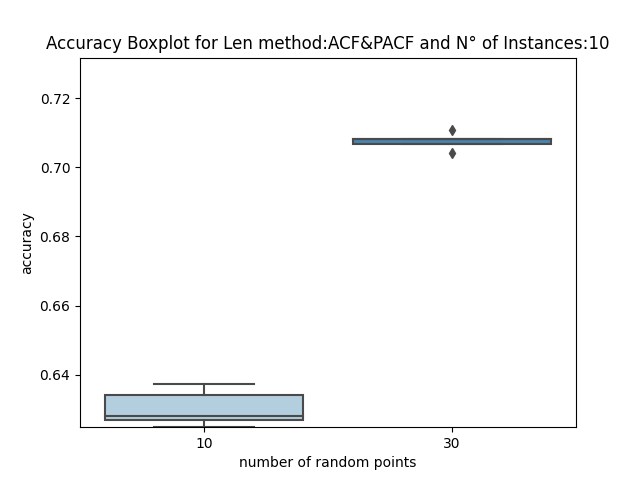 Accuracy Boxplot for Len method:ACF&PACF and N° of Instances:10
0.72
0.70
0.68
0.66
0.64
accuracy
10 30
number of random points